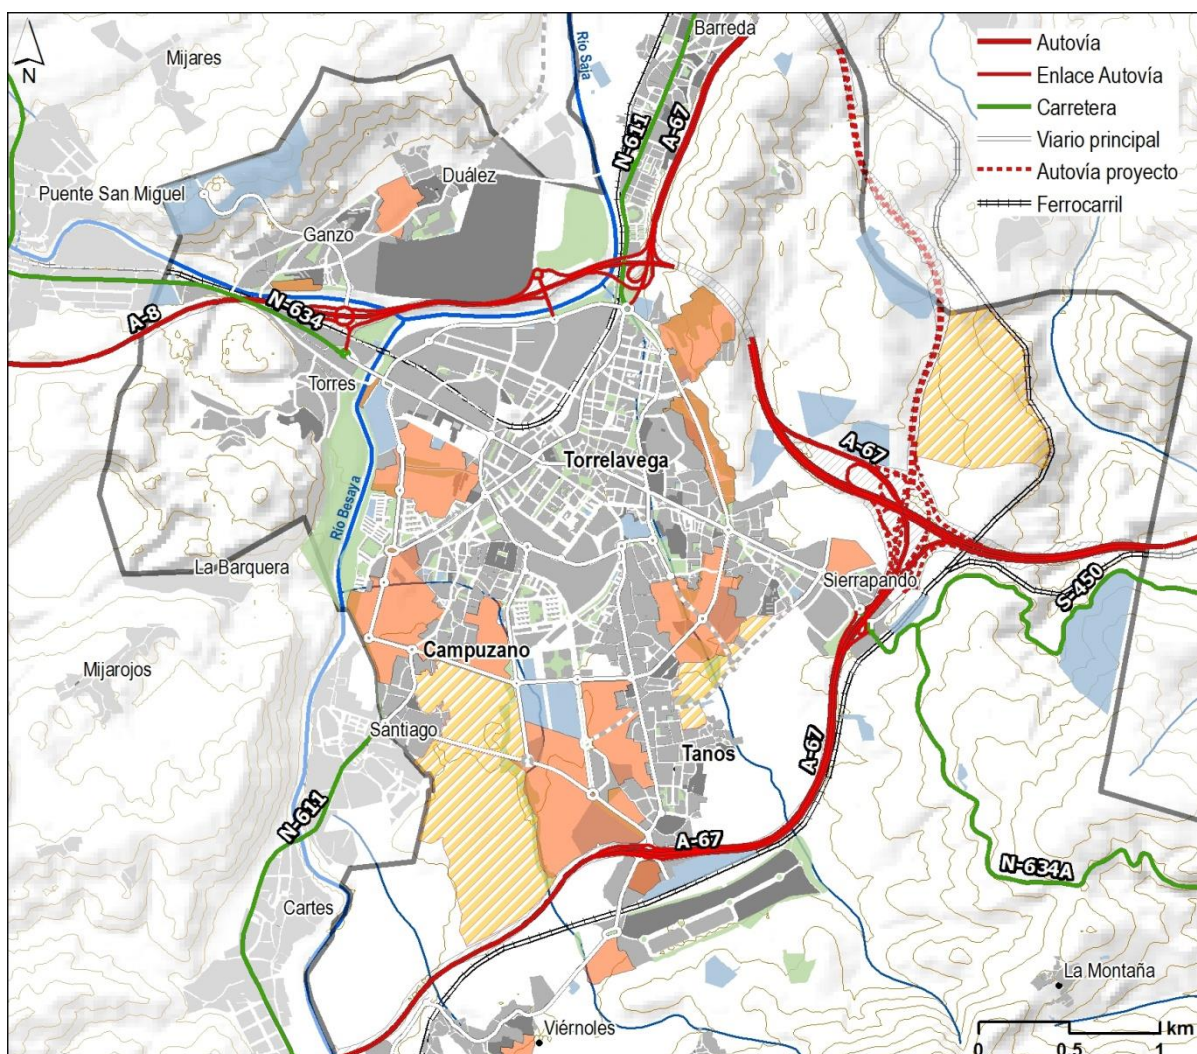 Mijares
Barreda
Autovía
Enlace Autovía
Carretera
Viario principal
Autovía proyecto
Ferrocarril
N
Río Saja
N-611
A-67
Puente San Miguel
Duález
Ganzo
A-8
N-634
Torres
Torrelavega
A-67
Río Besaya
La Barquera
Sierrapando
S-450
Mijarojos
Campuzano
Santiago
Tanos
A-67
N-611
A-67
N-634A
Cartes
La Montaña
Viérnoles
km
0 0.5 1